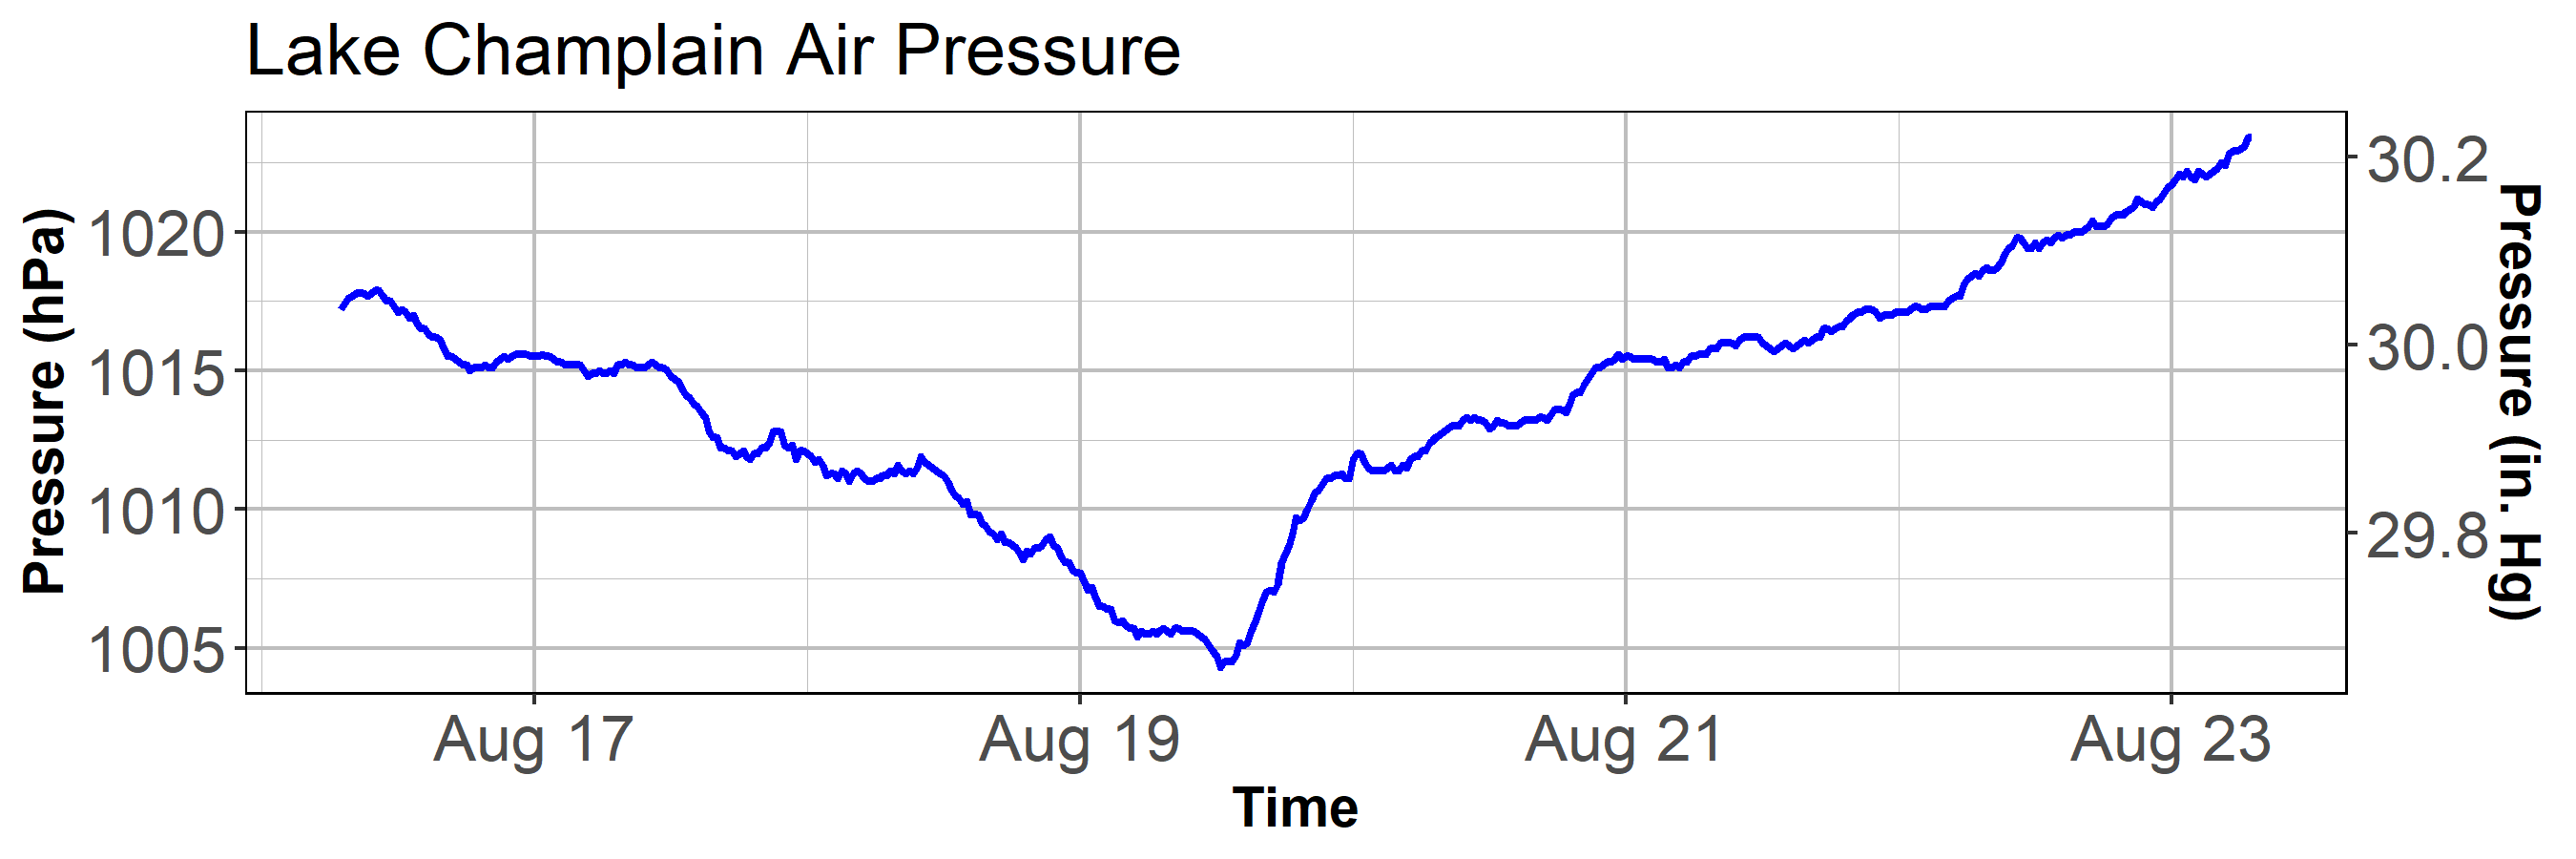 Lake Champlain Air Pressure
Pressure (hPa)
1020
1015
1010
1005
30.2
30.0
29.8
Pressure (in. Hg)
Aug 17
Aug 19
Aug 21
Aug 23
Time